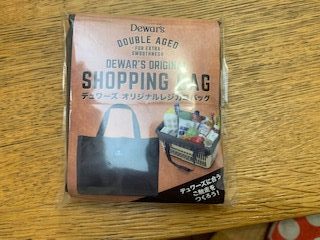 Dewar's
DOUBLE AGED
FOR EXTRA
SMOOTHNESS
DEWAR'S ORIGINAL
SHOPPING BAG
デュワーズ オリジナルレジカゴバッグ
デュワーズに合う
ご馳走を
つくろう!